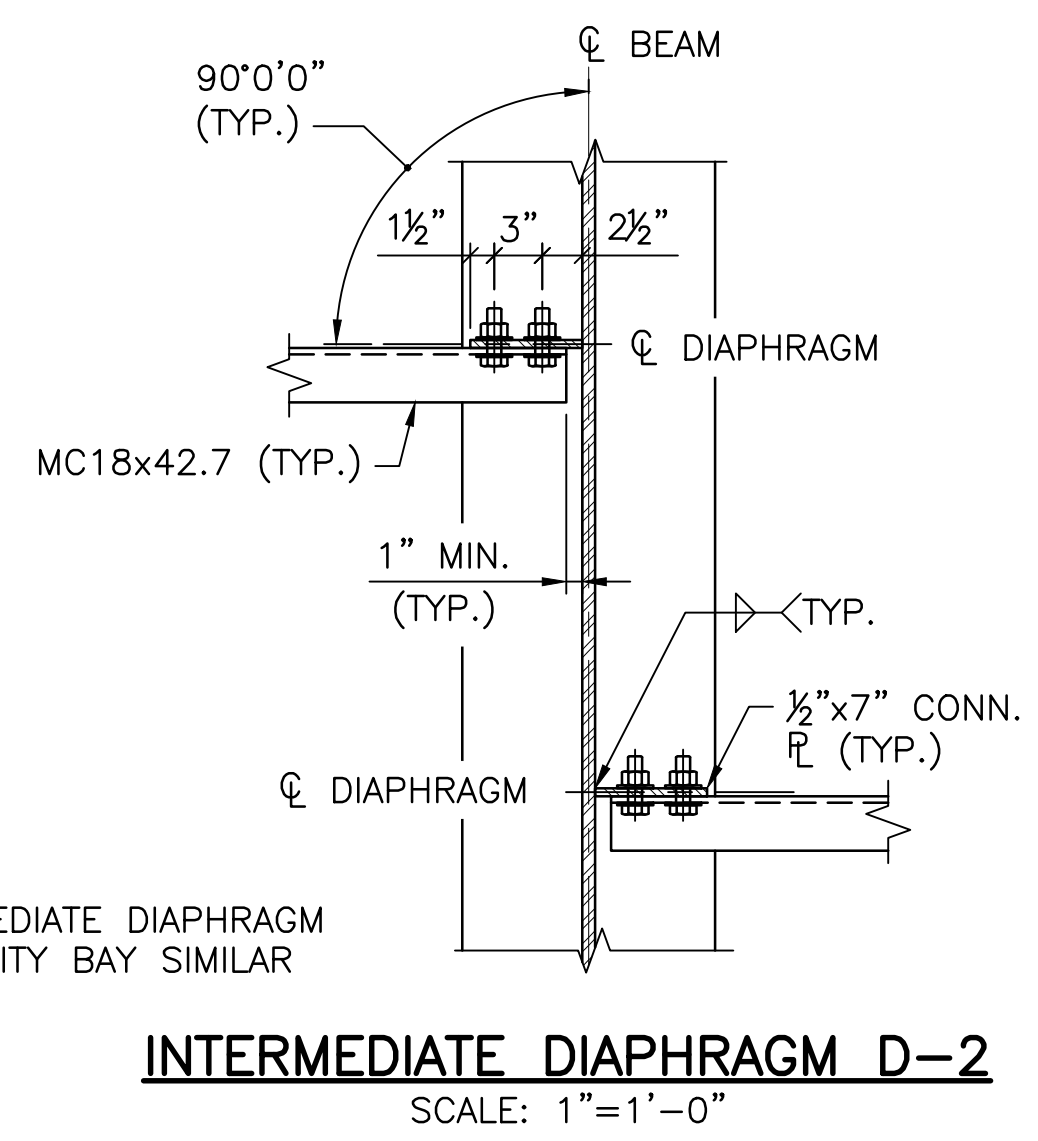 ℄ BEAM
90°0'0"
(TYP.)
1½" 3" 2½"
℄ DIAPHRAGM
MC18x42.7 (TYP.)
1" MIN.
(TYP.)
TYP.
½"x7" CONN.
PL (TYP.)
℄ DIAPHRAGM
EDIATE DIAPHRAGM
ITY BAY SIMILAR
INTERMEDIATE DIAPHRAGM D-2
SCALE: 1"=1'-0"